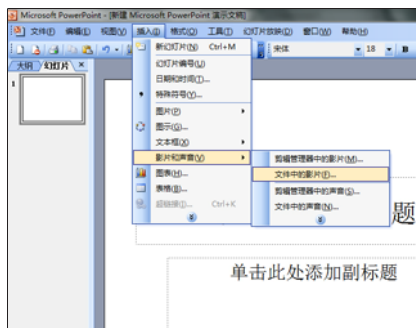 Microsoft PowerPoint - [新建 Microsoft PowerPoint 演示文稿]
文件(F) 编辑(E) 视图(V) 插入(I) 格式(O) 工具(T) 幻灯片放映(D) 窗口(W) 帮助(H)
宋体 18 B
大纲 幻灯片 ×
1
新幻灯片(N) Ctrl+M
幻灯片编号(U)
日期和时间(T)...
特殊符号(Y)...
图片(P)
图示(G)...
文本框(X)
影片和声音(V)
图表(H)...
表格(B)...
超链接(I)... Ctrl+K
剪辑管理器中的影片(M)...
文件中的影片(F)...
剪辑管理器中的声音(S)...
文件中的声音(N)...
题
单击此处添加副标题